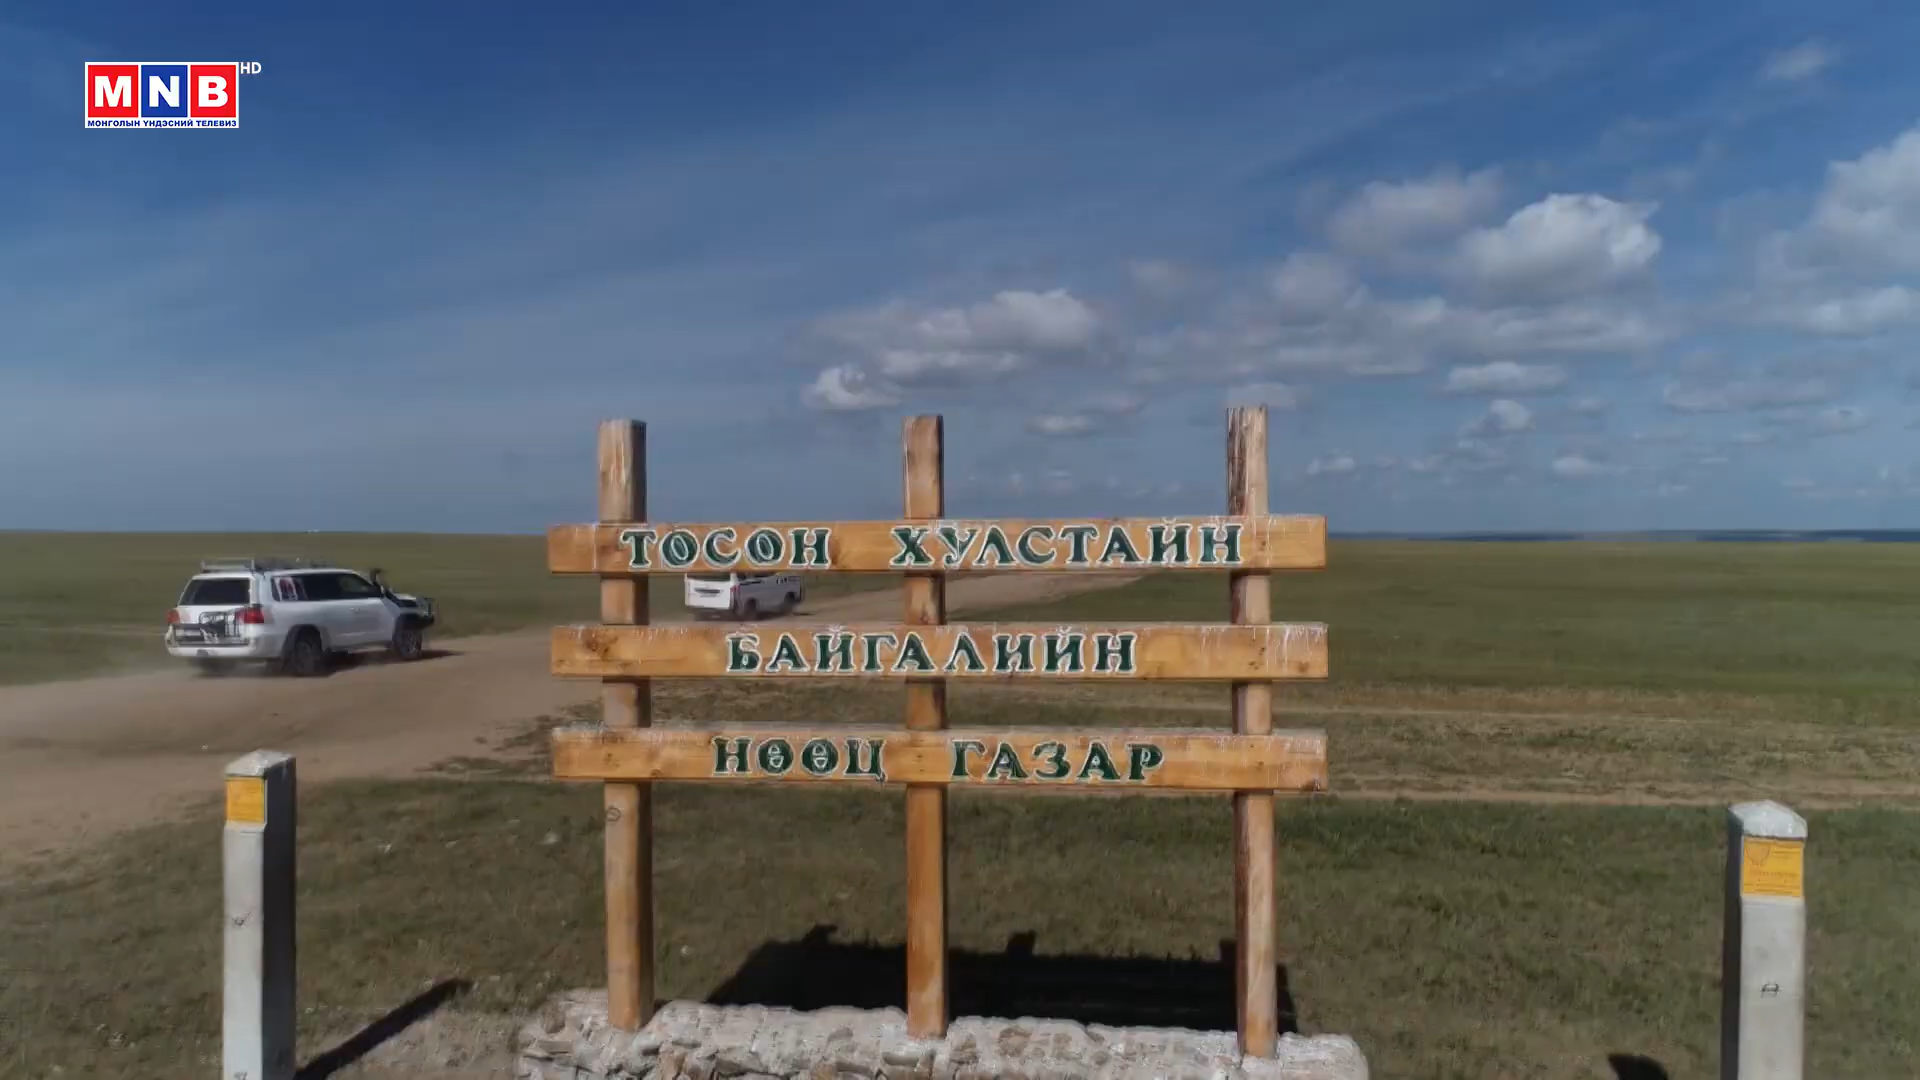 MNB HD
МОНГОЛЫН ҮНДЭСНИЙ ТЕЛЕВИЗ
ТОСОН ХУЛСТАЙН
БАЙГАЛИЙН
НӨӨЦ ГАЗАР